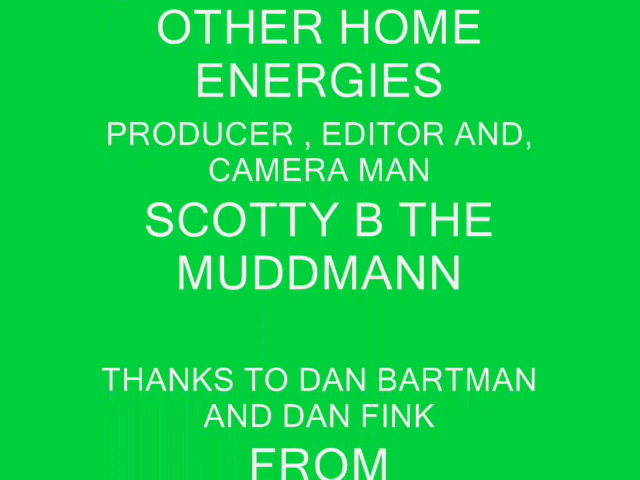 OTHER HOME
ENERGIES
PRODUCER , EDITOR AND,
CAMERA MAN
SCOTTY B THE
MUDDMANN
THANKS TO DAN BARTMAN
AND DAN FINK
FROM